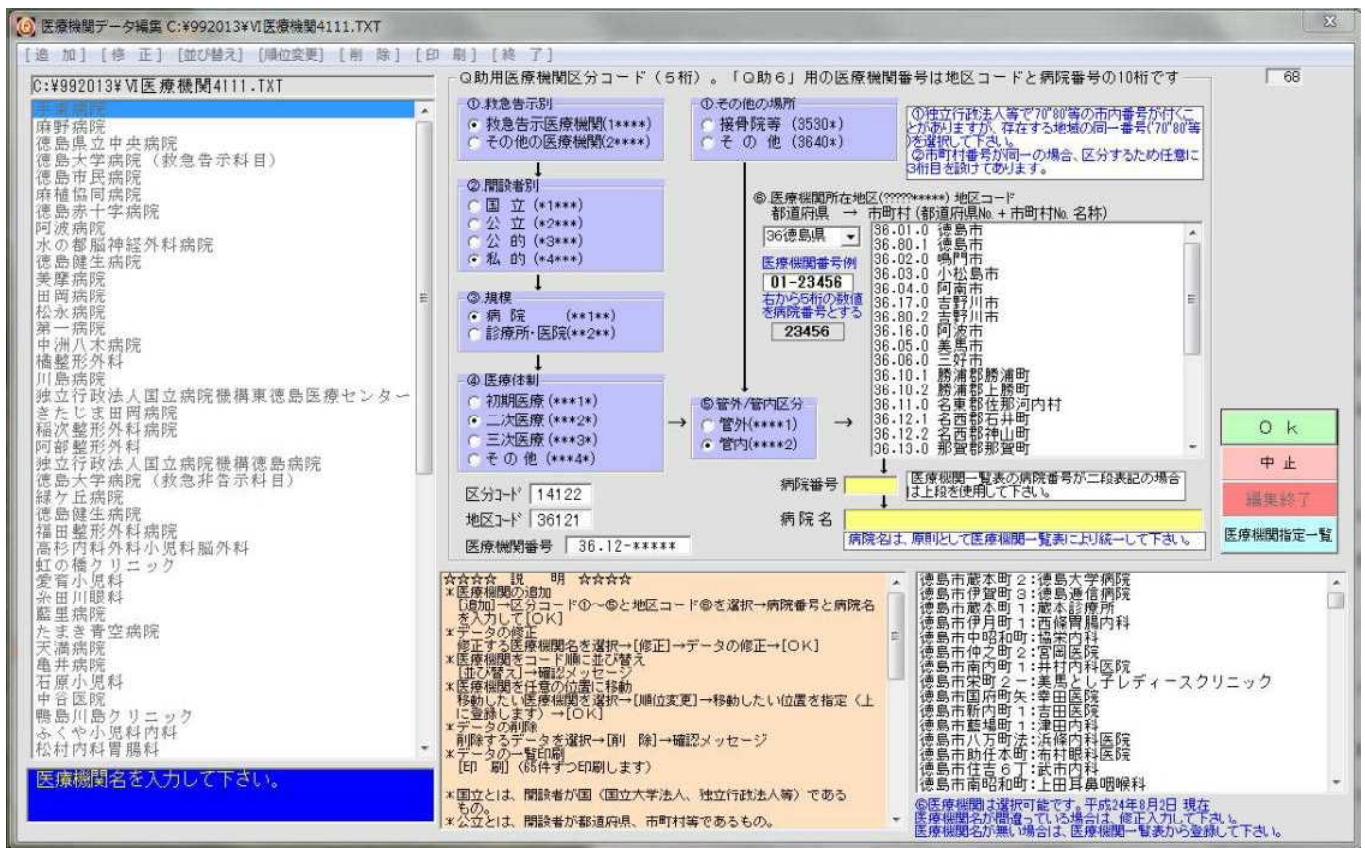 医療機関データ編集 C:¥992013¥Ⅵ医療機関4111.TXT
[追 加] [修 正] [並び替え] [順位変更] [削 除] [印 刷] [終 了]
C:¥992013¥Ⅵ医療機関4111.TXT
手束病院
麻野病院
徳島県立中央病院
徳島大学病院（救急告示科目）
徳島市民病院
麻植協同病院
徳島赤十字病院
阿波病院
水の都脳神経外科病院
徳島健生病院
美摩病院
田岡病院
松永病院
第一病院
中洲八木病院
橘整形外科
川島病院
独立行政法人国立病院機構東徳島医療センター
きたじま田岡病院
稲次整形外科病院
阿部整形外科
独立行政法人国立病院機構徳島病院
徳島大学病院（救急非告示科目）
緑ケ丘病院
徳島健生病院
福田整形外科病院
高杉内科外科小児科脳外科
虹の橋クリニック
愛育小児科
糸田川眼科
藍里病院
たまき青空病院
天満病院
亀井病院
石原小児科
中谷医院
鴨島川島クリニック
ふくや小児科内科
松村内科胃腸科
医療機関名を入力して下さい。
Q助用医療機関区分コード（5桁）。「Q助6」用の医療機関番号は地区コードと病院番号の10桁です
68
①.救急告示別
救急告示医療機関(1****)
その他の医療機関(2****)
②.開設者別
国 立 (*1***)
公 立 (*2***)
公 的 (*3***)
私 的 (*4***)
③.規模
病 院 (**1**)
診療所・医院(**2**)
④.医療体制
初期医療 (***1*)
二次医療 (***2*)
三次医療 (***3*)
そ の 他 (***4*)
①.その他の場所
接骨院等 (3530*)
そ の 他 (3640*)
①独立行政法人等で"70"80"等の市内番号が付くこ
とがありますが、存在する地域の同一番号("70"80"等
)を選択して下さい。
②市町村番号が同一の場合、区分するため任意に
3桁目を設けてあります。
⑥.医療機関所在地区(?????*****) 地区コード
都道府県 → 市町村 (都道府県No. + 市町村No. 名称)
36徳島県
医療機関番号例
01-23456
右から5桁の数値
を病院番号とする
23456
36.01.0 徳島市
36.80.1 徳島市
36.02.0 鳴門市
36.03.0 小松島市
36.04.0 阿南市
36.17.0 吉野川市
36.80.2 吉野川市
36.16.0 阿波市
36.05.0 美馬市
36.06.0 三好市
36.10.1 勝浦郡勝浦町
36.10.2 勝浦郡上勝町
36.11.0 名東郡佐那河内村
36.12.1 名西郡石井町
36.12.2 名西郡神山町
36.13.0 那賀郡那賀町
⑤.管外/管内区分
管外(****1)
管内(****2)
区分コード 14122
地区コード 36121
医療機関番号 36.12-*****
病院番号
医療機関一覧表の病院番号が二段表記の場合
は上段を使用して下さい。
病 院 名
病院名は、原則として医療機関一覧表により統一して下さい。
O k
中 止
編集終了
医療機関指定一覧
☆☆☆☆ 説 明 ☆☆☆☆
*医療機関の追加
[追加]→区分コード①～⑤と地区コード⑥を選択→病院番号と病院名
を入力して[OK]
*データの修正
修正する医療機関名を選択→[修正]→データの修正→[OK]
*医療機関をコード順に並び替え
[並び替え]→確認メッセージ
*医療機関を任意の位置に移動
移動したい医療機関を選択→[順位変更]→移動したい位置を指定（上
に登録します）→[OK]
*データの削除
削除するデータを選択→[削 除]→確認メッセージ
*データの一覧印刷
[印 刷]（65件ずつ印刷します）
*国立とは、開設者が国（国立大学法人、独立行政法人等）である
もの。
*公立とは、開設者が都道府県、市町村等であるもの。
徳島市蔵本町2:徳島大学病院
徳島市伊賀町3:徳島逓信病院
徳島市蔵本町1:蔵本診療所
徳島市伊月町1:西條胃腸内科
徳島市中昭和町:協栄内科
徳島市仲之町2:宮岡医院
徳島市南内町1:井村内科医院
徳島市栄町2－:美馬とし子レディースクリニック
徳島市国府町矢:幸田医院
徳島市新内町1:吉田医院
徳島市藍場町1:津田内科
徳島市八万町法:浜條内科医院
徳島市助任本町:布村眼科医院
徳島市住吉6丁:武市内科
徳島市南昭和町:上田耳鼻咽喉科
⑥医療機関は選択可能です。平成24年8月2日 現在
医療機関名が間違っている場合は、修正入力して下さい。
医療機関名が無い場合は、医療機関一覧表から登録して下さい。